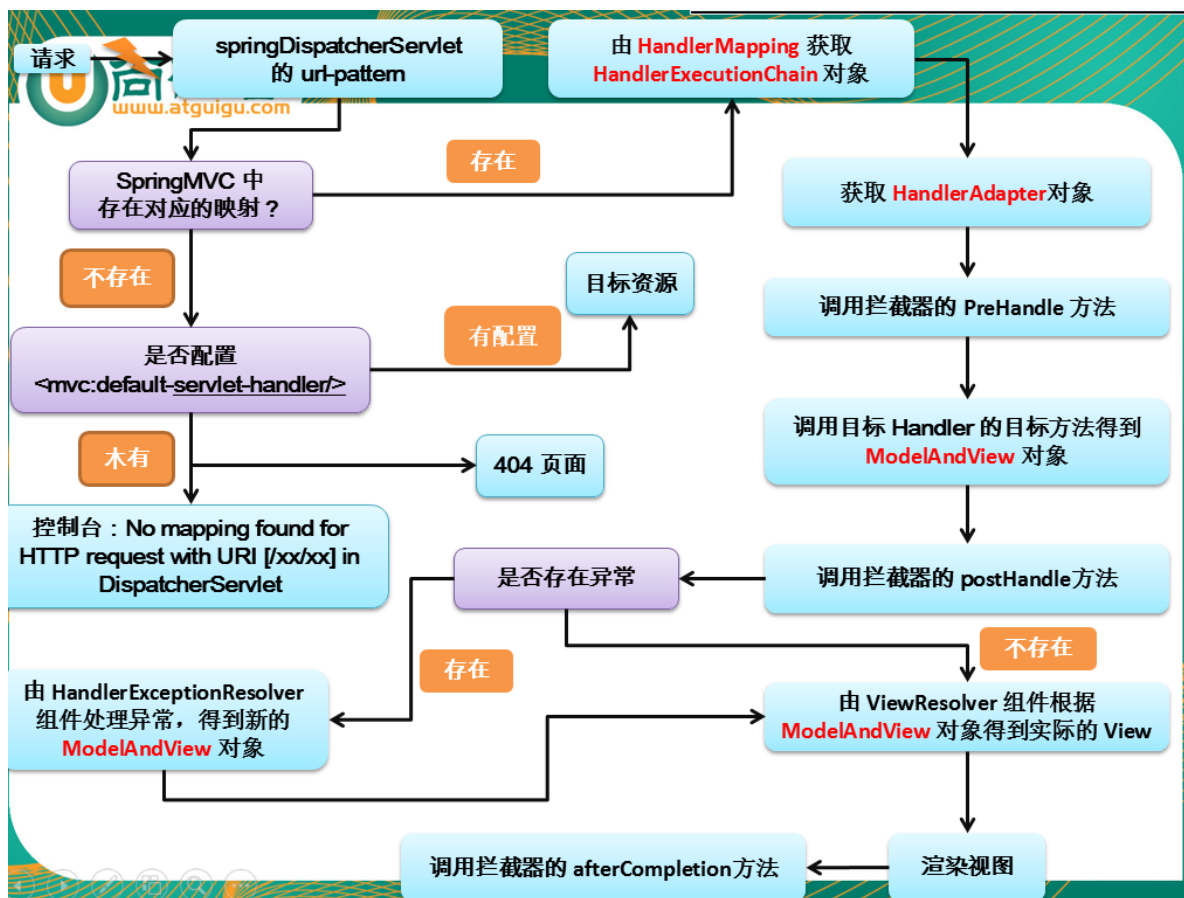 请求
springDispatcherServlet
的 url-pattern
由 HandlerMapping 获取
HandlerExecutionChain 对象
www.atguigu.com
存在
SpringMVC 中
存在对应的映射？
获取 HandlerAdapter对象
不存在
目标资源
调用拦截器的 PreHandle 方法
有配置
是否配置
<mvc:default-servlet-handler/>
调用目标 Handler 的目标方法得到
ModelAndView 对象
木有
404 页面
控制台：No mapping found for
HTTP request with URI [/xx/xx] in
DispatcherServlet
是否存在异常
调用拦截器的 postHandle方法
不存在
存在
由 HandlerExceptionResolver
组件处理异常，得到新的
ModelAndView 对象
由 ViewResolver 组件根据
ModelAndView 对象得到实际的 View
调用拦截器的 afterCompletion方法
渲染视图